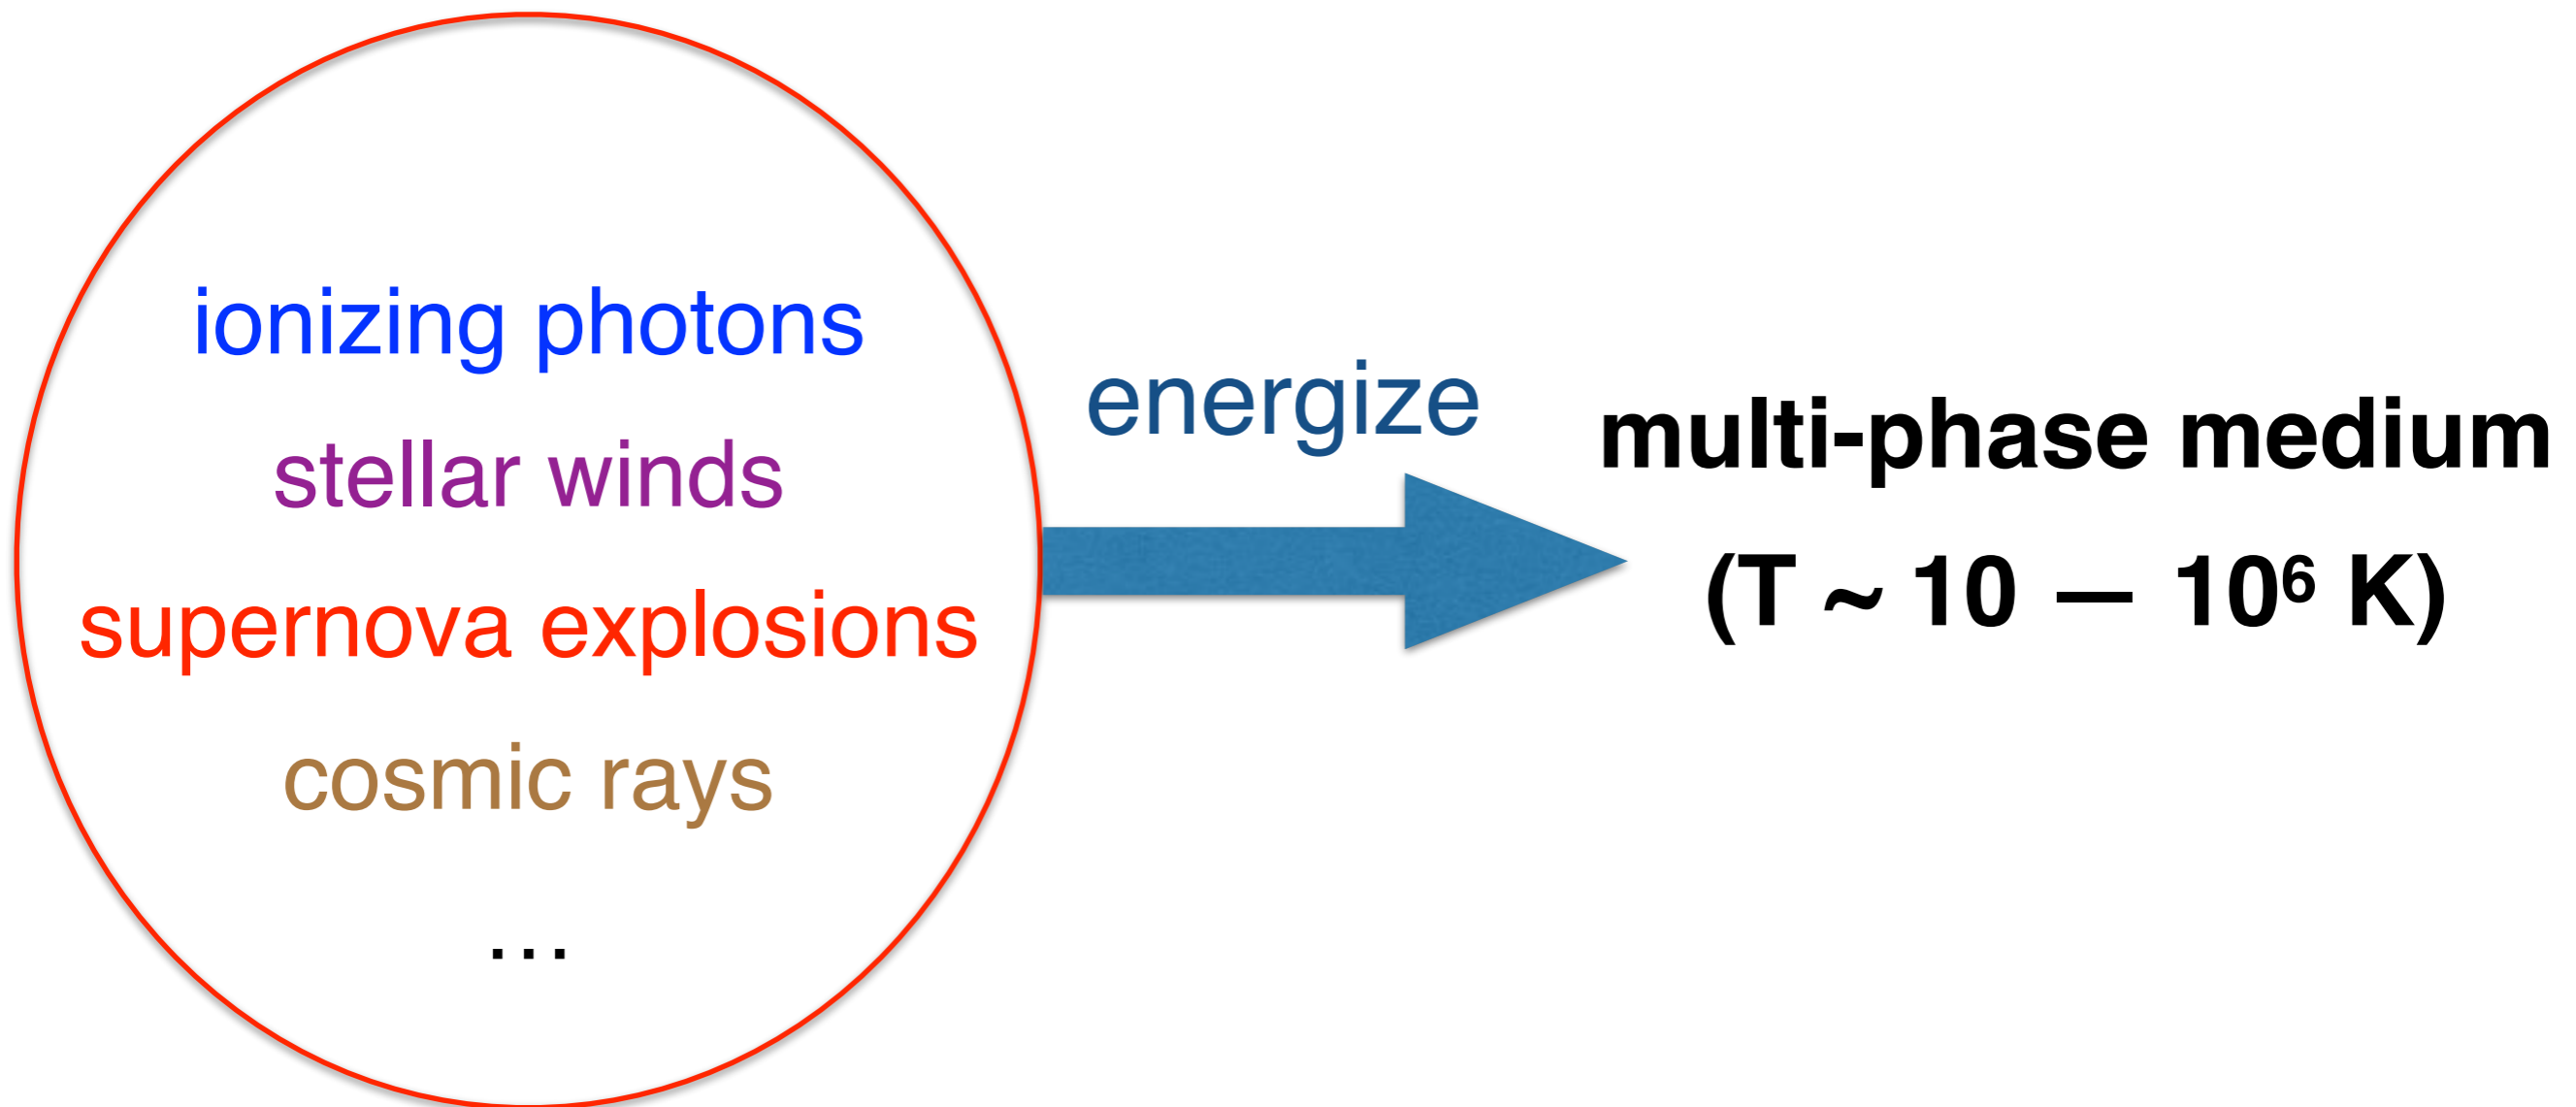 ionizing photons
stellar winds
supernova explosions
cosmic rays
...
energize
multi-phase medium
(T ~ 10 — 10⁶ K)